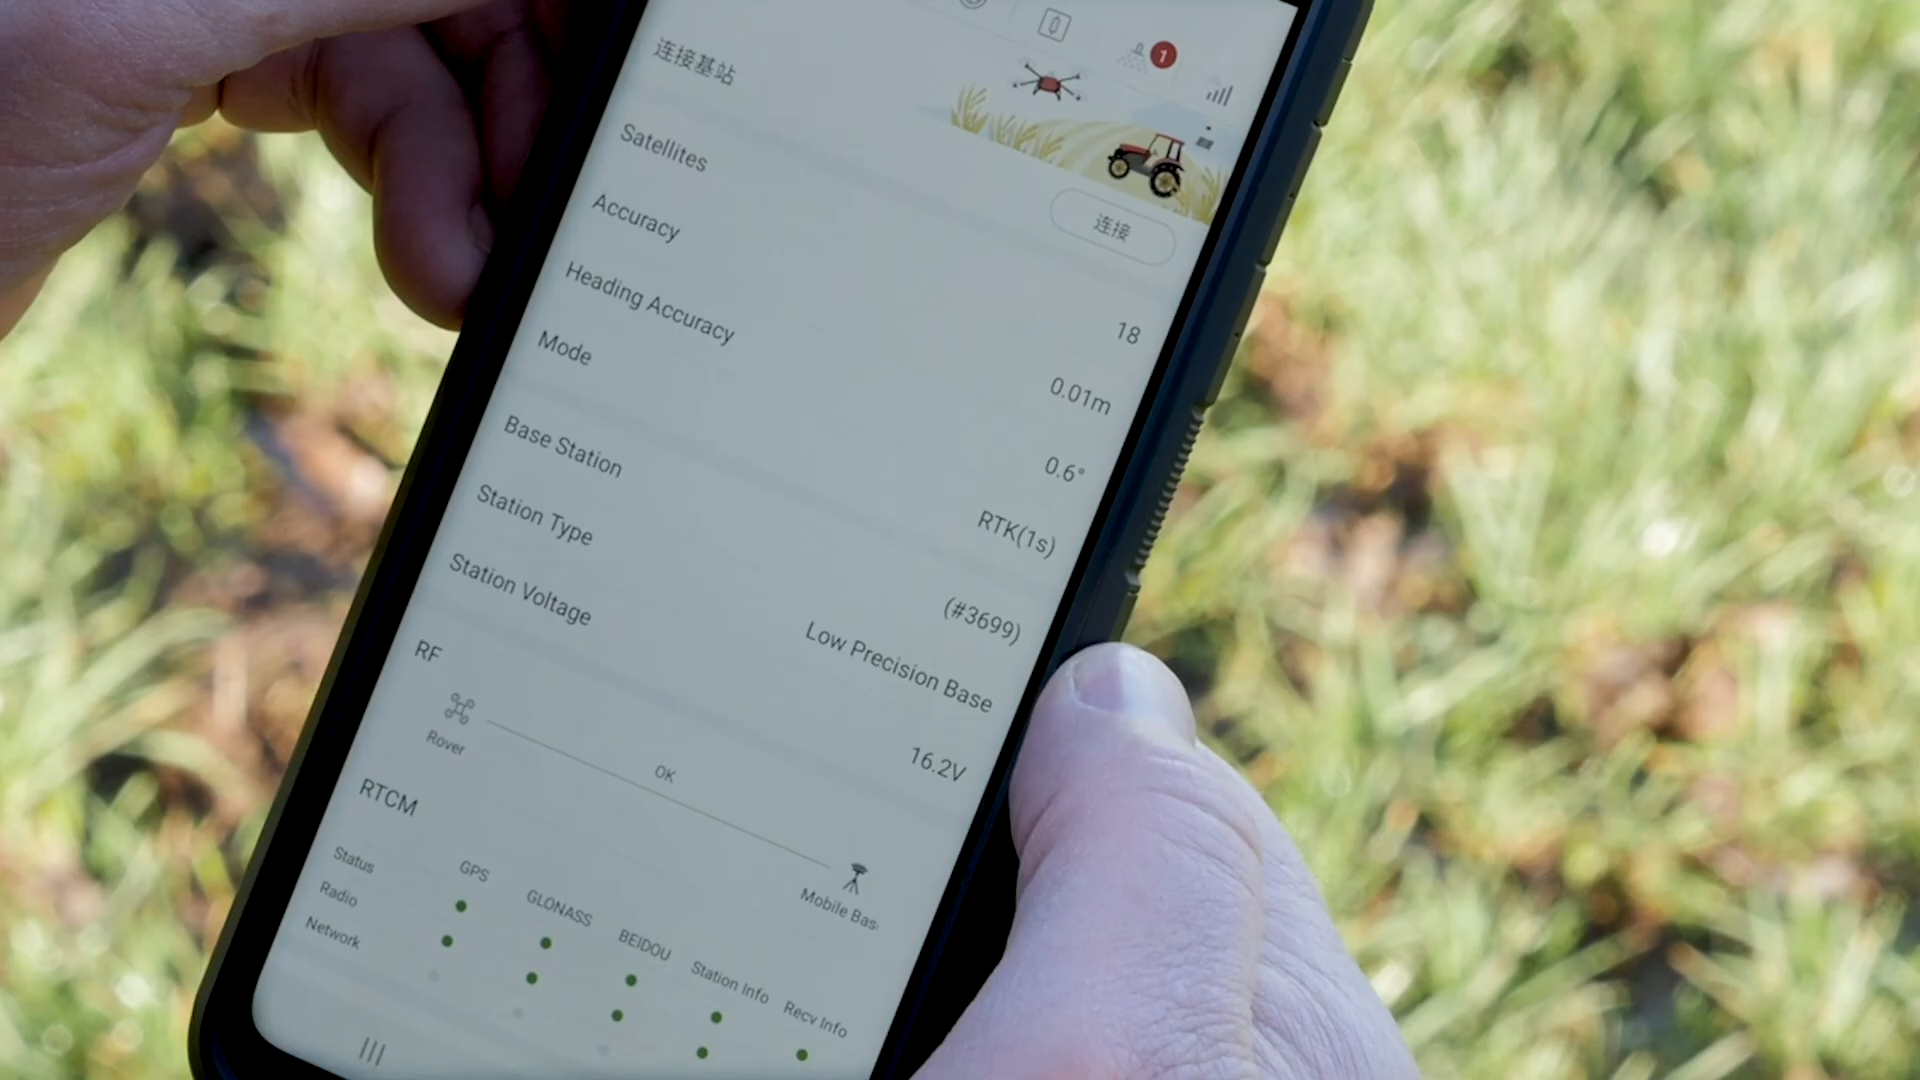 1
连接基站
连接
Satellites 18
Accuracy 0.01m
Heading Accuracy 0.6°
Mode RTK(1s)
Base Station (#3699)
Station Type Low Precision Base
Station Voltage 16.2V
RF
OK
Rover Mobile Bas
RTCM
Status GPS GLONASS BEIDOU Station Info Recv Info
Radio
Network